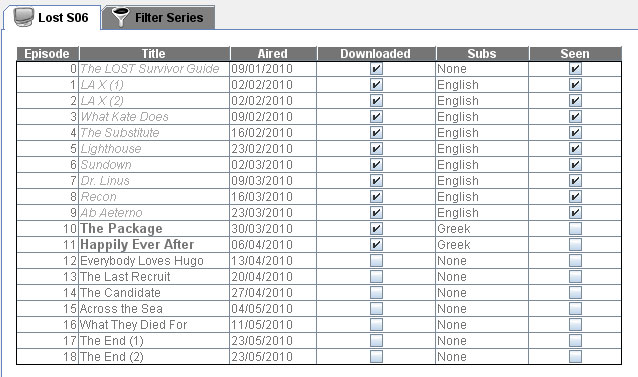 Lost S06 Filter Series
Episode Title Aired Downloaded Subs Seen
0 The LOST Survivor Guide 09/01/2010 None
1 LA X (1) 02/02/2010 English
2 LA X (2) 02/02/2010 English
3 What Kate Does 09/02/2010 English
4 The Substitute 16/02/2010 English
5 Lighthouse 23/02/2010 English
6 Sundown 02/03/2010 English
7 Dr. Linus 09/03/2010 English
8 Recon 16/03/2010 English
9 Ab Aeterno 23/03/2010 English
10 The Package 30/03/2010 Greek
11 Happily Ever After 06/04/2010 Greek
12 Everybody Loves Hugo 13/04/2010 None
13 The Last Recruit 20/04/2010 None
14 The Candidate 27/04/2010 None
15 Across the Sea 04/05/2010 None
16 What They Died For 11/05/2010 None
17 The End (1) 23/05/2010 None
18 The End (2) 23/05/2010 None